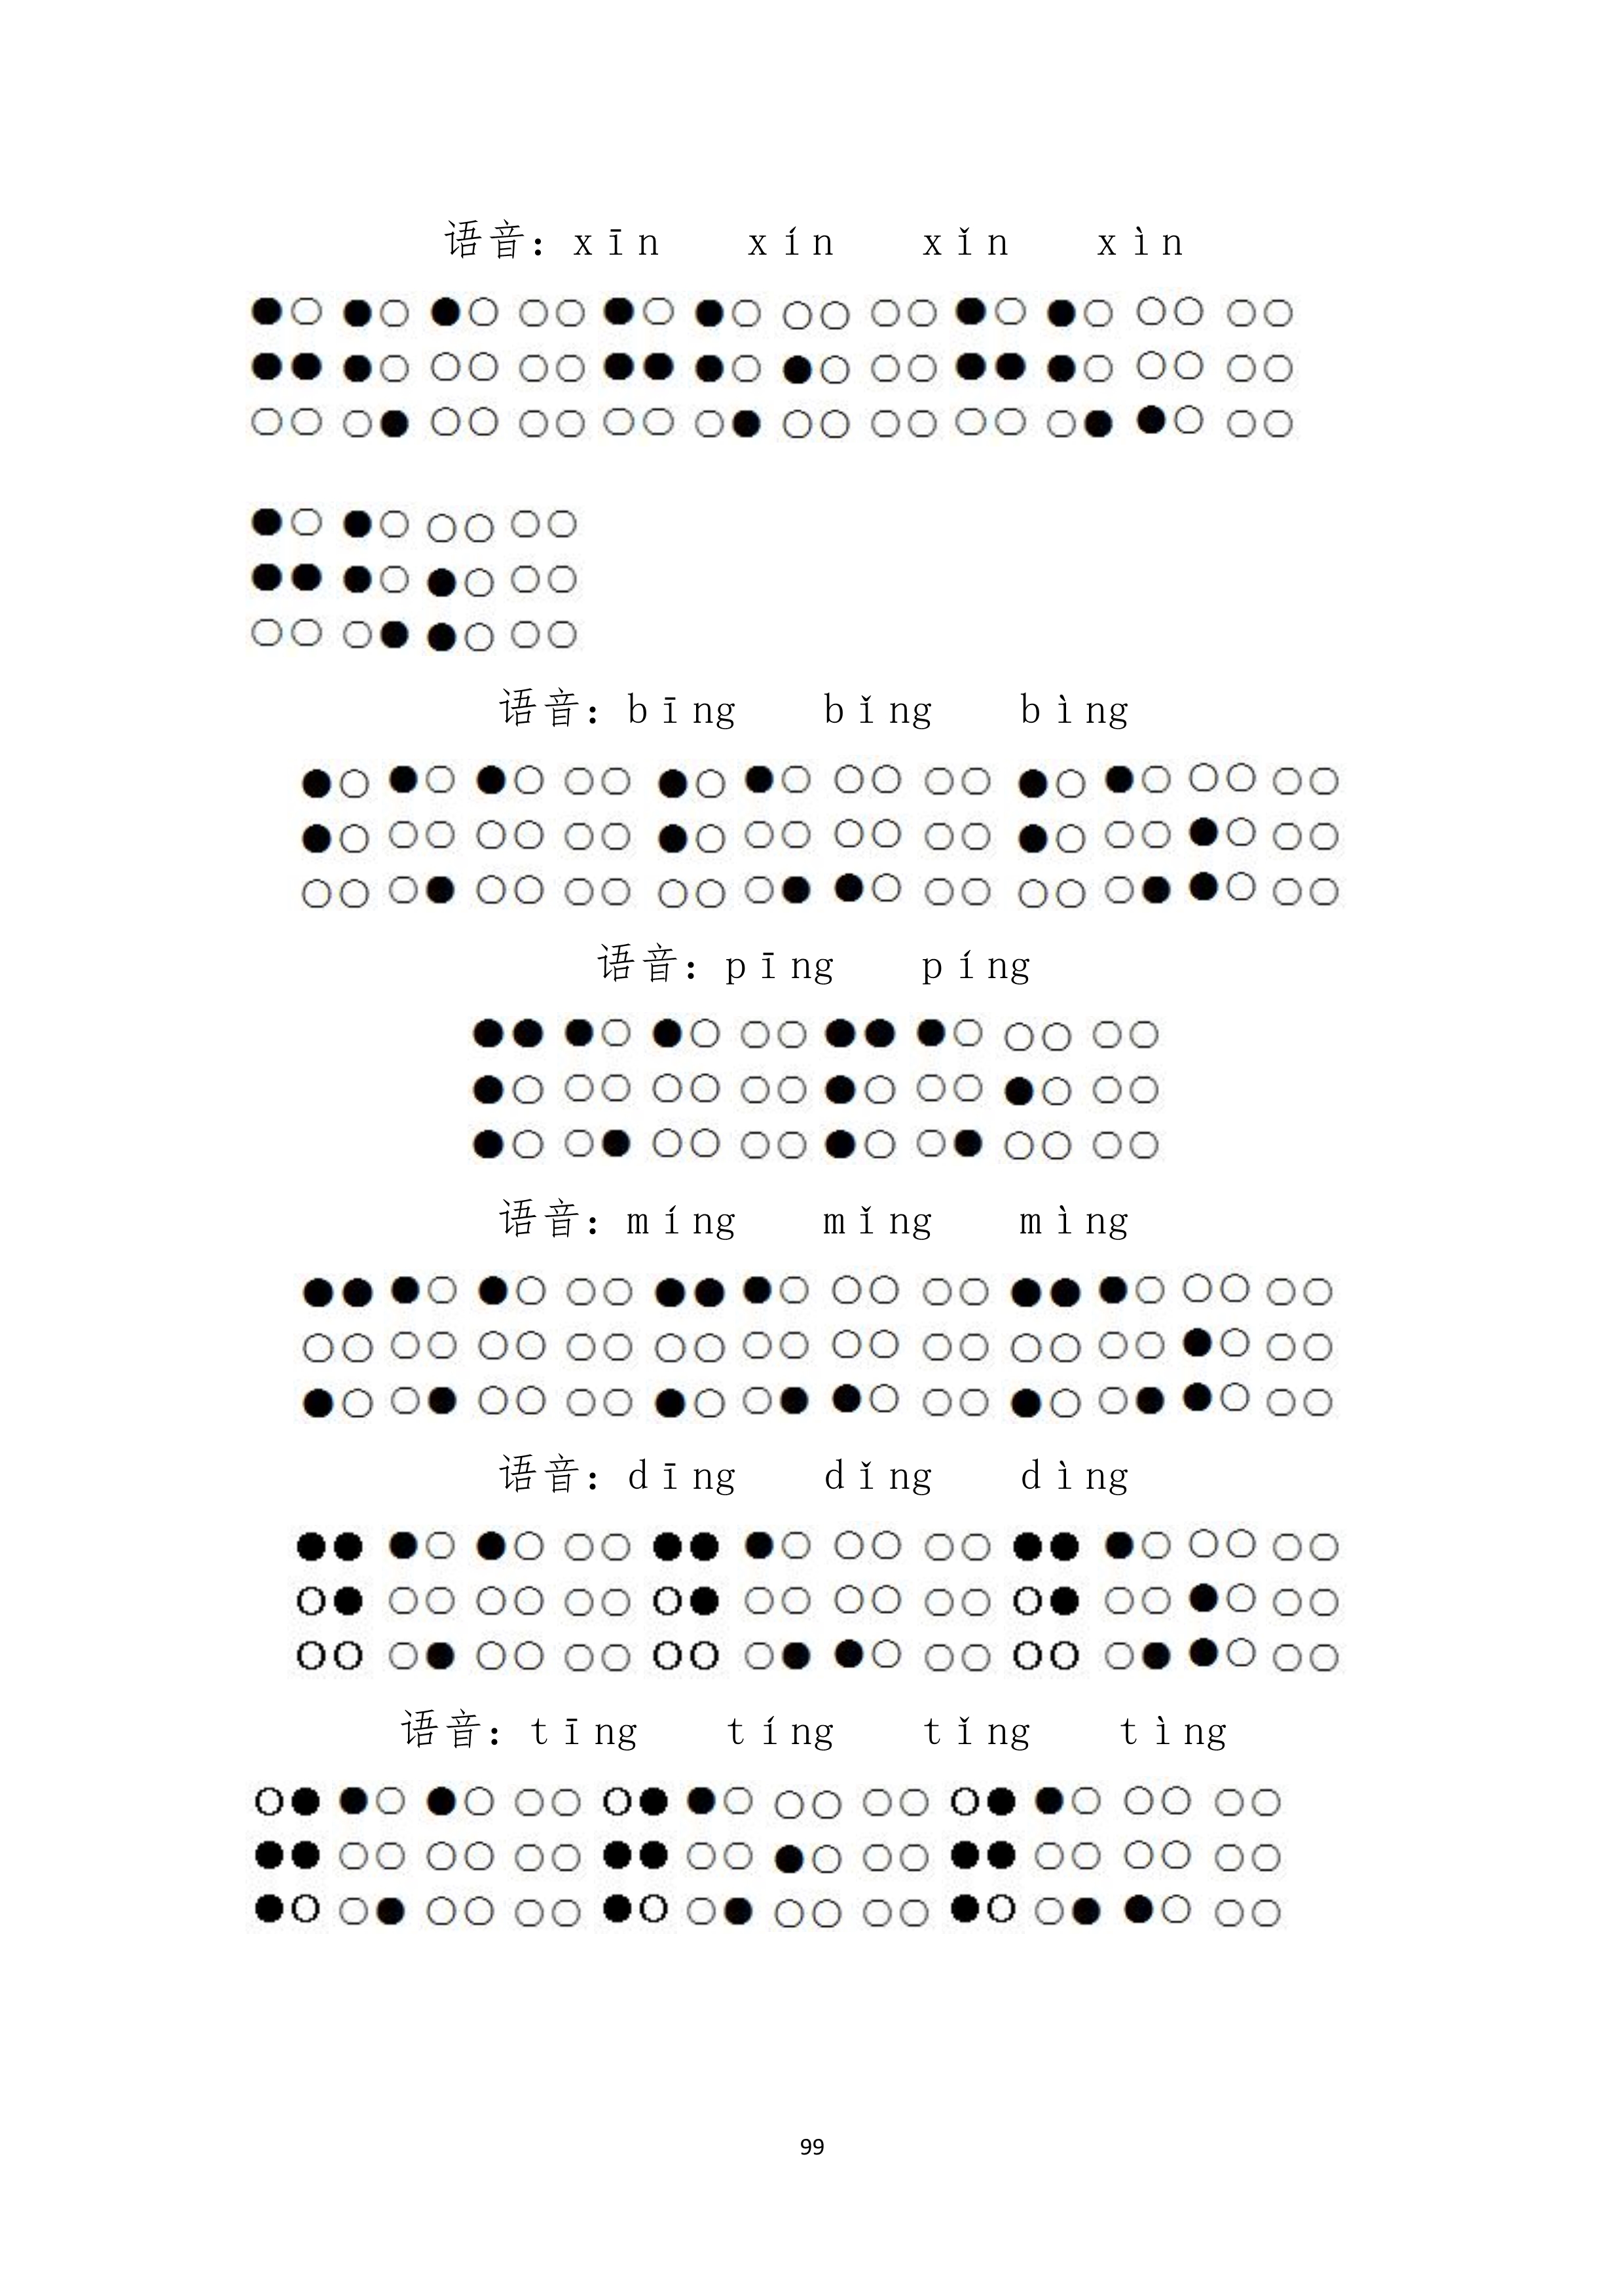 语音：xīn xín xǐn xìn
语音：bīng bǐng bìng
语音：pīng píng
语音：míng mǐng mìng
语音：dīng dǐng dìng
语音：tīng tíng tǐng tìng
99